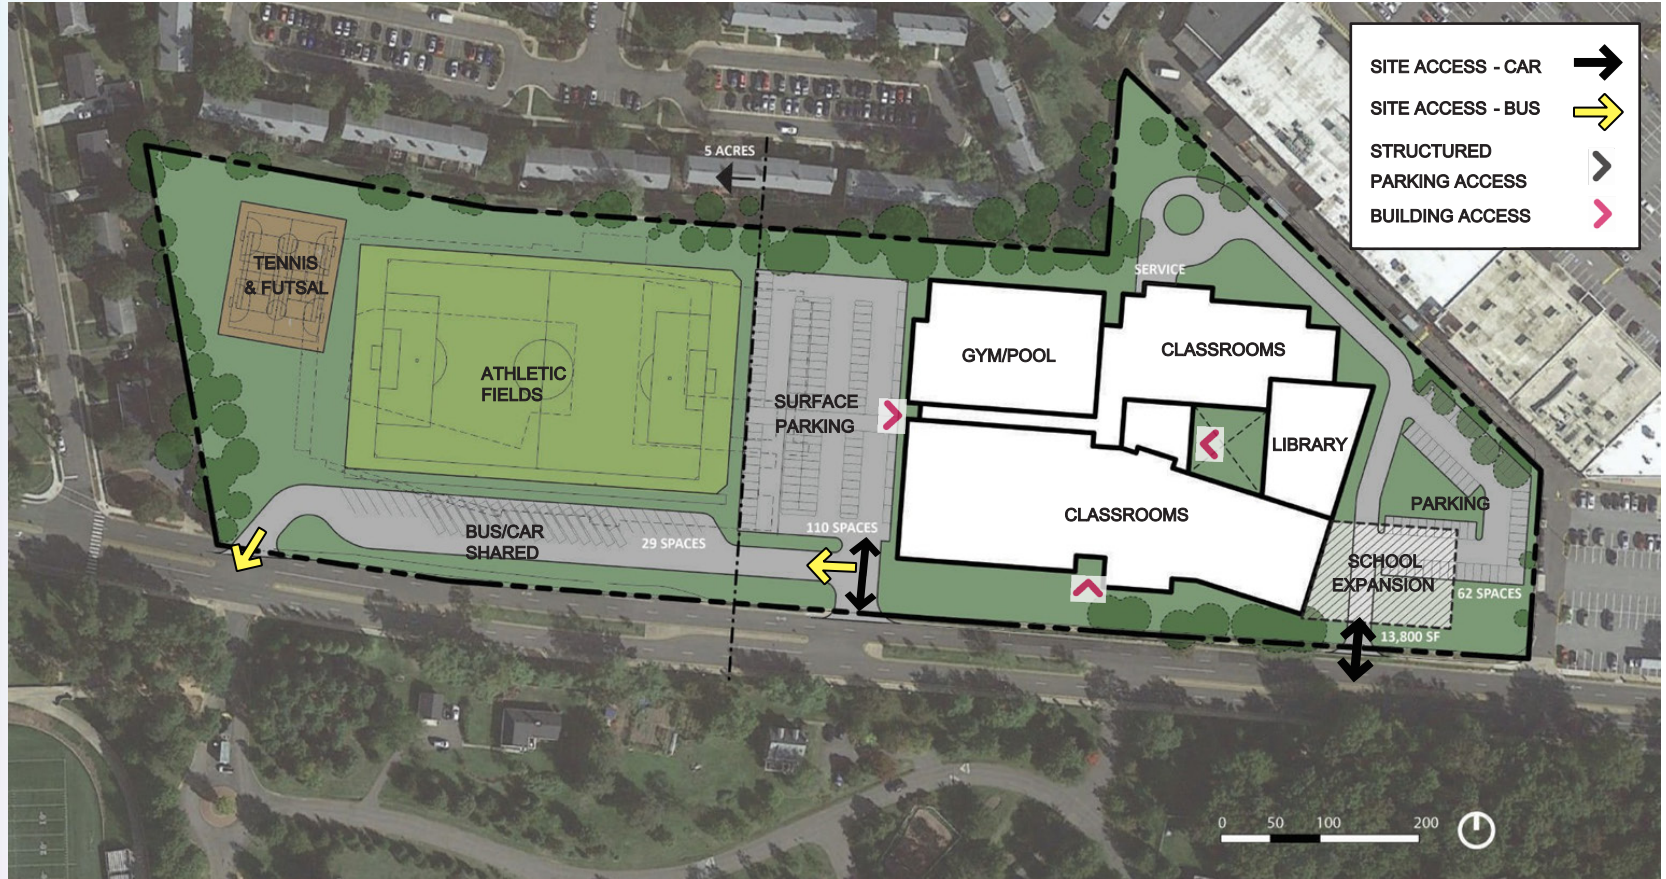 SITE ACCESS - CAR
SITE ACCESS - BUS
STRUCTURED
PARKING ACCESS
BUILDING ACCESS
5 ACRES
TENNIS
& FUTSAL
SERVICE
GYM/POOL
CLASSROOMS
ATHLETIC
FIELDS
SURFACE
PARKING
LIBRARY
PARKING
CLASSROOMS
110 SPACES
BUS/CAR
SHARED
29 SPACES
SCHOOL
EXPANSION
62 SPACES
13,800 SF
0 50 100 200